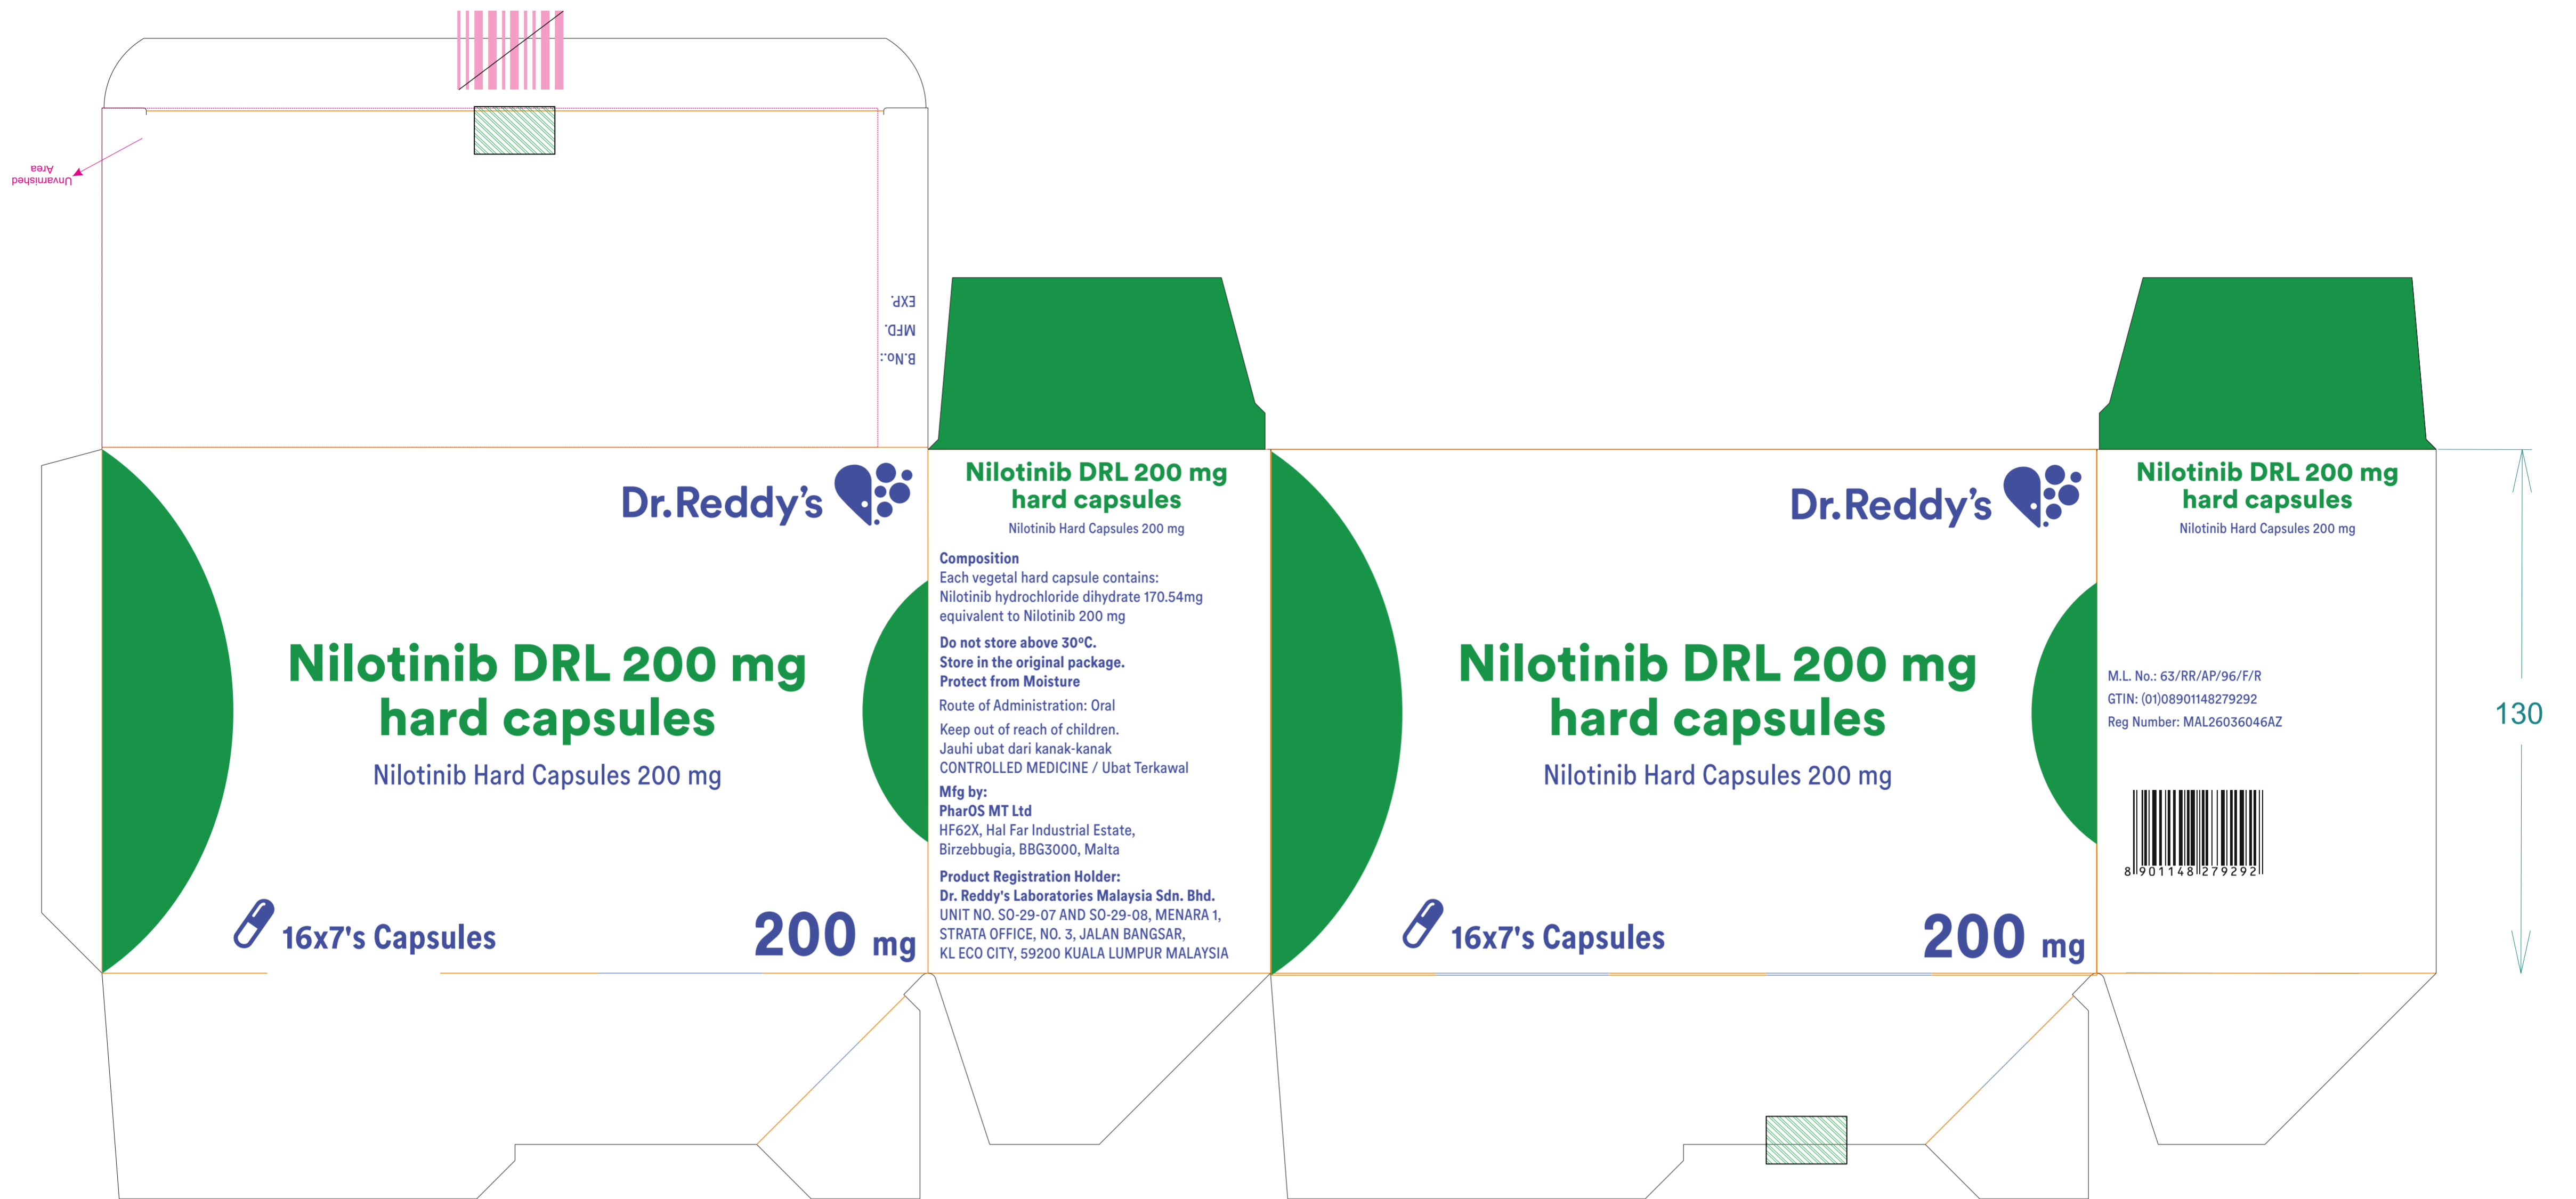 Unvarnished
Area
B.No.:
MFD.
EXP.
Dr.Reddy's
Nilotinib DRL 200 mg
hard capsules
Nilotinib Hard Capsules 200 mg
16x7's Capsules
200 mg
Nilotinib DRL 200 mg
hard capsules
Nilotinib Hard Capsules 200 mg
Composition
Each vegetal hard capsule contains:
Nilotinib hydrochloride dihydrate 170.54mg
equivalent to Nilotinib 200 mg
Do not store above 30ºC.
Store in the original package.
Protect from Moisture
Route of Administration: Oral
Keep out of reach of children.
Jauhi ubat dari kanak-kanak
CONTROLLED MEDICINE / Ubat Terkawal
Mfg by:
PharOS MT Ltd
HF62X, Hal Far Industrial Estate,
Birzebbugia, BBG3000, Malta
Product Registration Holder:
Dr. Reddy's Laboratories Malaysia Sdn. Bhd.
UNIT NO. SO-29-07 AND SO-29-08, MENARA 1,
STRATA OFFICE, NO. 3, JALAN BANGSAR,
KL ECO CITY, 59200 KUALA LUMPUR MALAYSIA
Dr.Reddy's
Nilotinib DRL 200 mg
hard capsules
Nilotinib Hard Capsules 200 mg
16x7's Capsules
200 mg
Nilotinib DRL 200 mg
hard capsules
Nilotinib Hard Capsules 200 mg
M.L. No.: 63/RR/AP/96/F/R
GTIN: (01)08901148279292
Reg Number: MAL26036046AZ
8 901148 279292
130